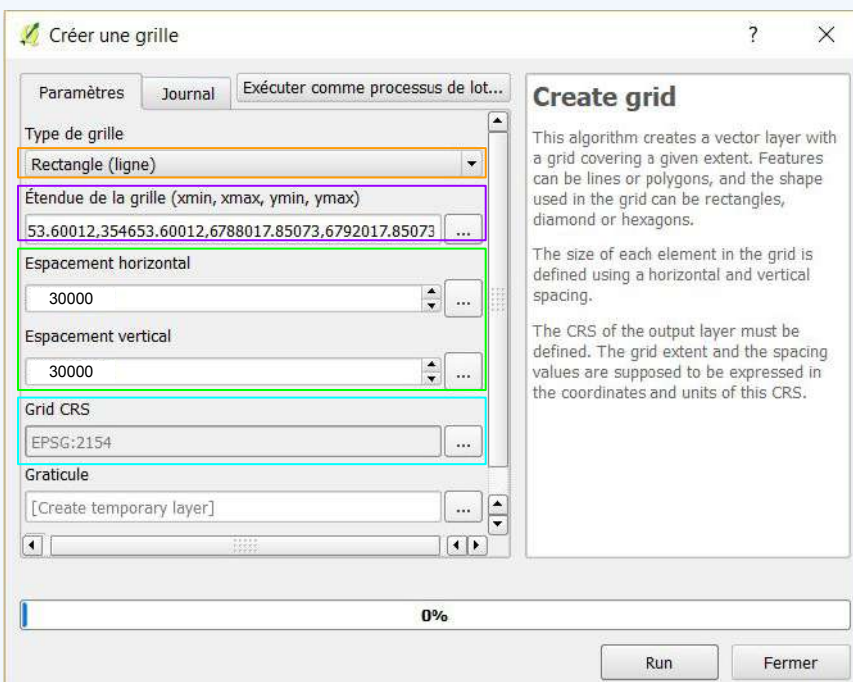 Créer une grille
?
Paramètres
Journal
Exécuter comme processus de lot...
Type de grille
Rectangle (ligne)
Étendue de la grille (xmin, xmax, ymin, ymax)
53.60012,354653.60012,6788017.85073,6792017.85073
...
Espacement horizontal
30000
...
Espacement vertical
30000
...
Grid CRS
EPSG:2154
...
Graticule
[Create temporary layer]
...
Create grid
This algorithm creates a vector layer with
a grid covering a given extent. Features
can be lines or polygons, and the shape
used in the grid can be rectangles,
diamond or hexagons.
The size of each element in the grid is
defined using a horizontal and vertical
spacing.
The CRS of the output layer must be
defined. The grid extent and the spacing
values are supposed to be expressed in
the coordinates and units of this CRS.
0%
Run
Fermer